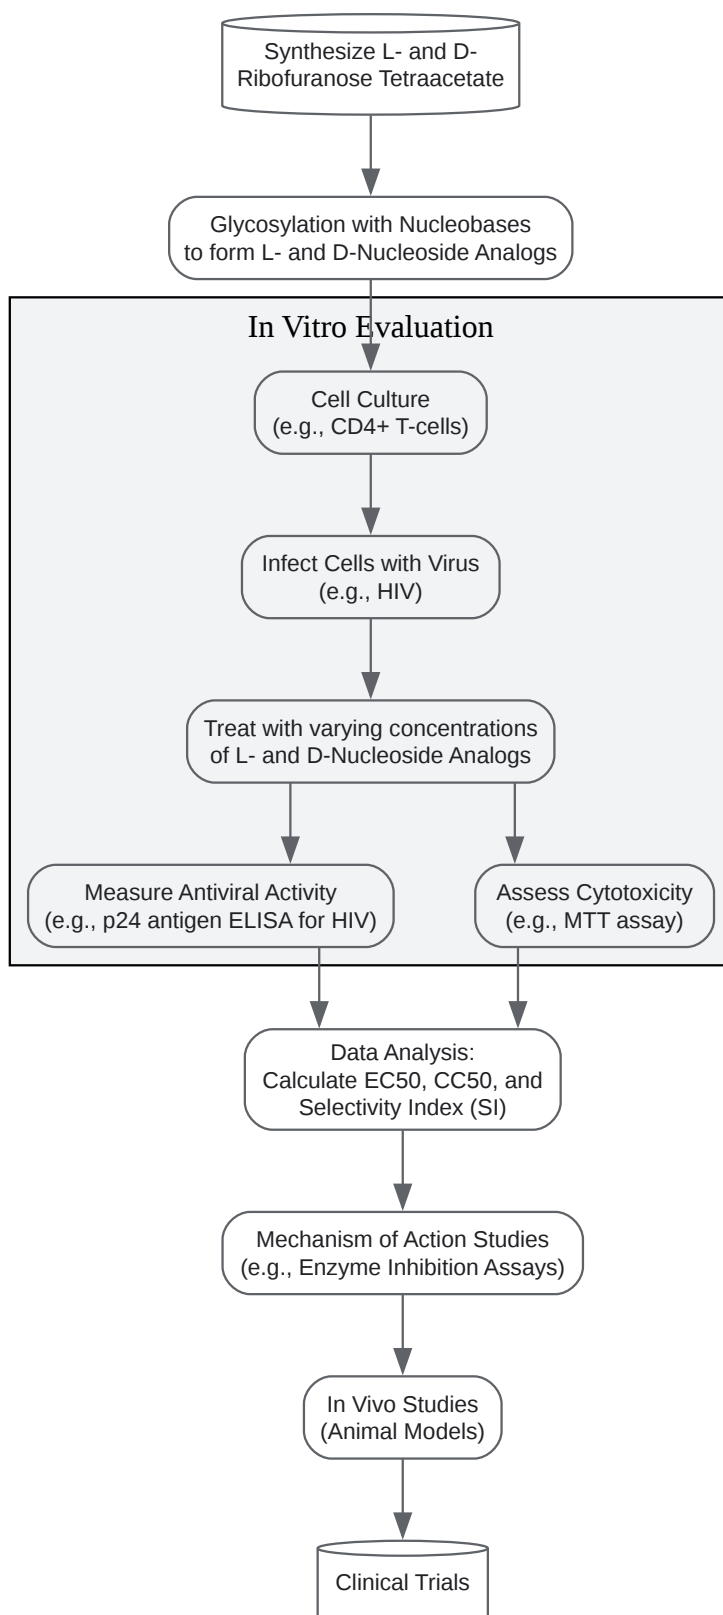 Synthesize L- and D-
Ribofuranose Tetraacetate
Glycosylation with Nucleobases
to form L- and D-Nucleoside Analogs
In Vitro Evaluation
Cell Culture
(e.g., CD4+ T-cells)
Infect Cells with Virus
(e.g., HIV)
Treat with varying concentrations
of L- and D-Nucleoside Analogs
Measure Antiviral Activity
(e.g., p24 antigen ELISA for HIV)
Assess Cytotoxicity
(e.g., MTT assay)
Data Analysis:
Calculate EC50, CC50, and
Selectivity Index (SI)
Mechanism of Action Studies
(e.g., Enzyme Inhibition Assays)
In Vivo Studies
(Animal Models)
Clinical Trials